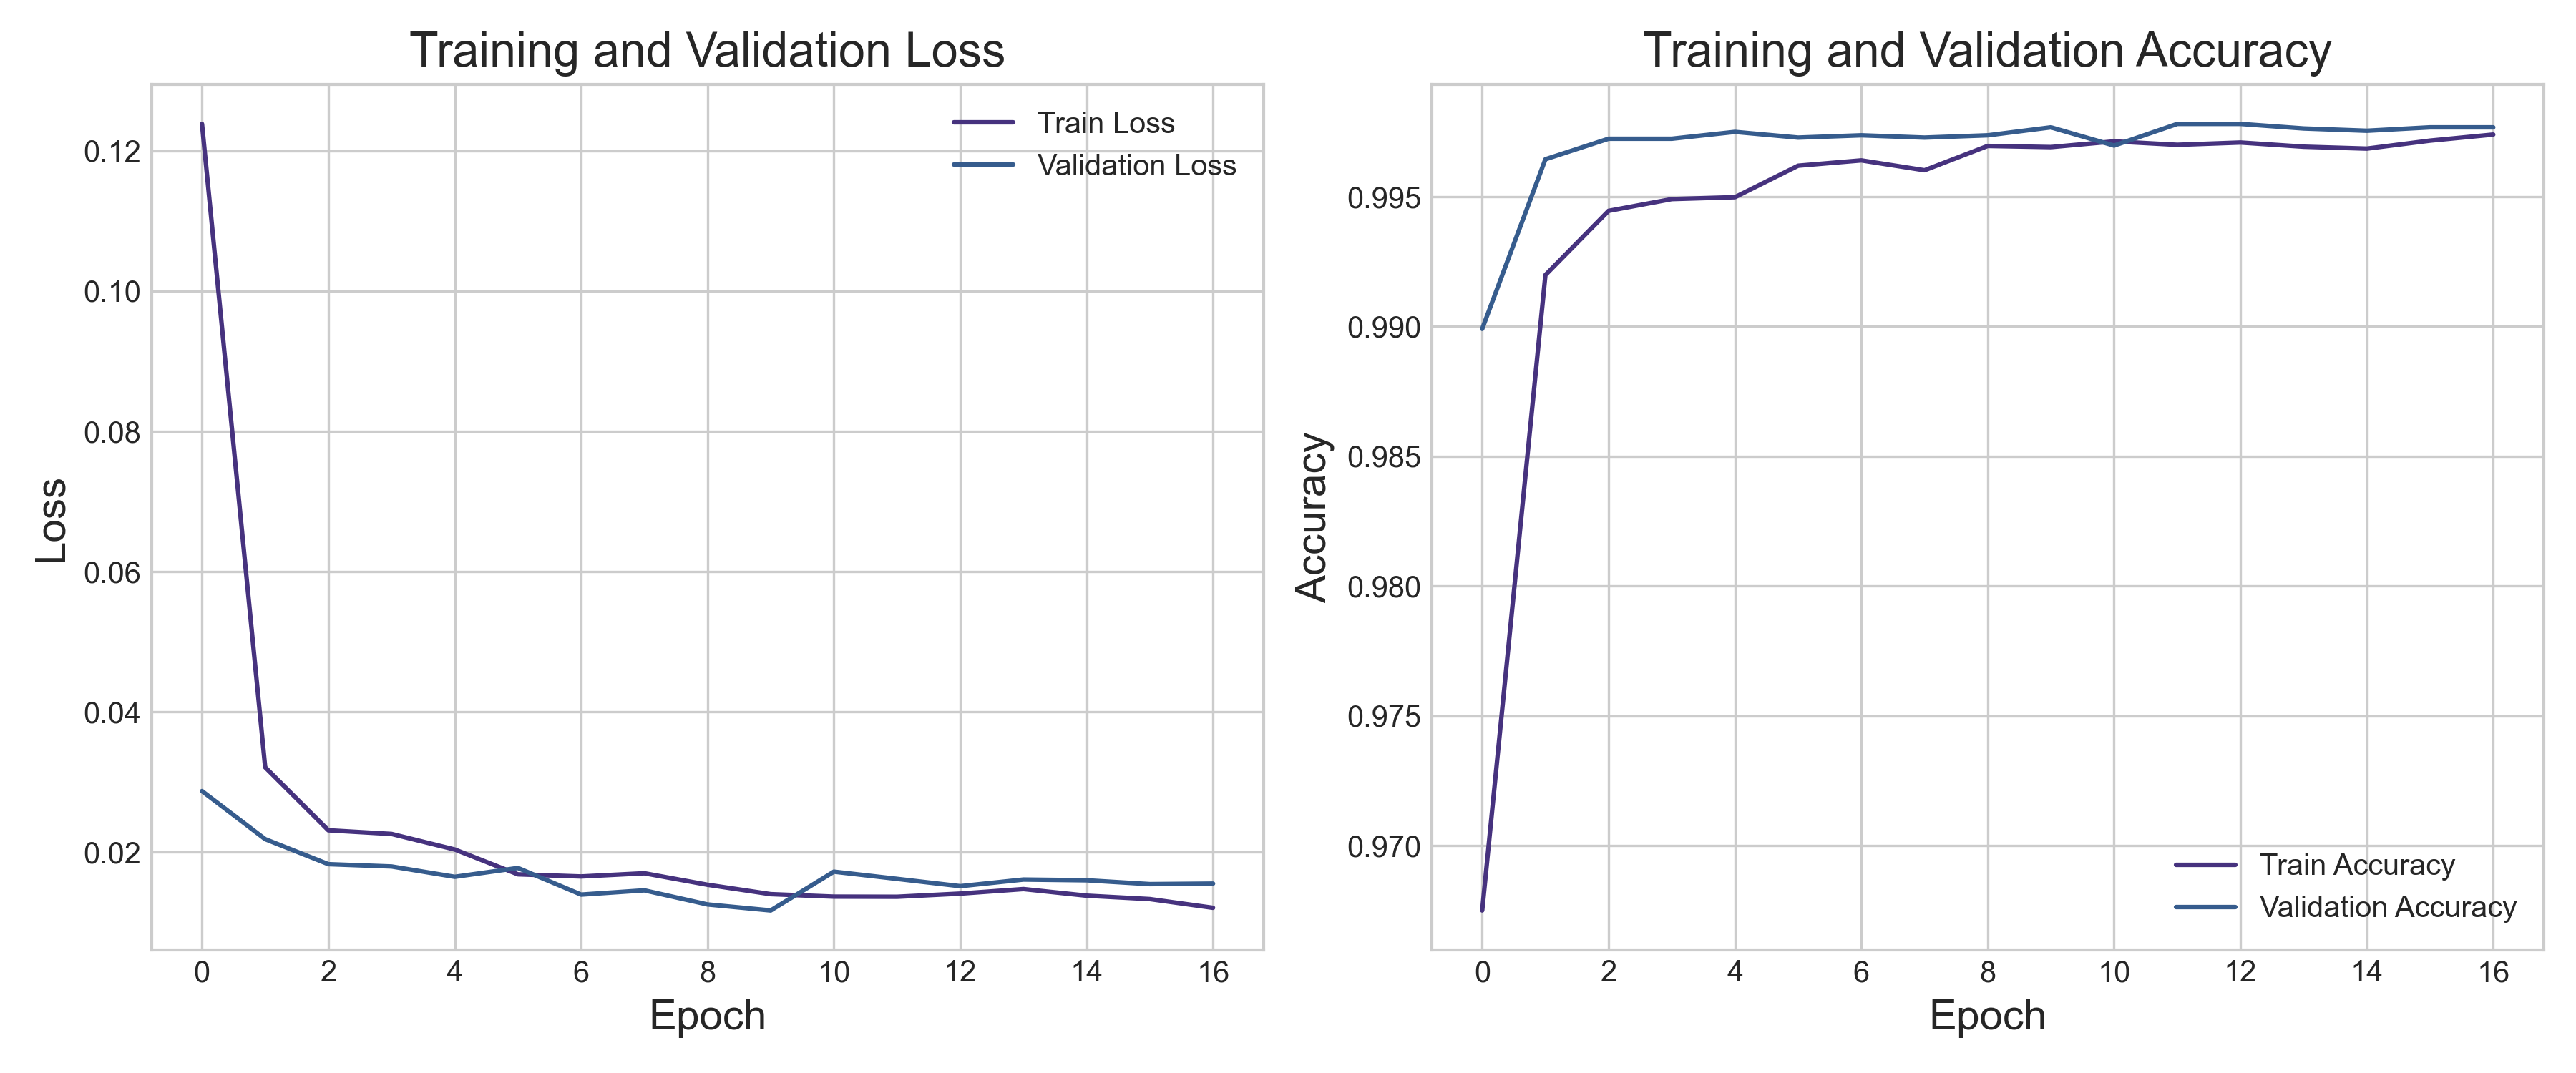 Training and Validation Loss
Train Loss
Validation Loss
0.12
0.10
0.08
0.06
0.04
0.02
Loss
0 2 4 6 8 10 12 14 16
Epoch
Training and Validation Accuracy
0.995
0.990
0.985
0.980
0.975
0.970
Accuracy
Train Accuracy
Validation Accuracy
0 2 4 6 8 10 12 14 16
Epoch